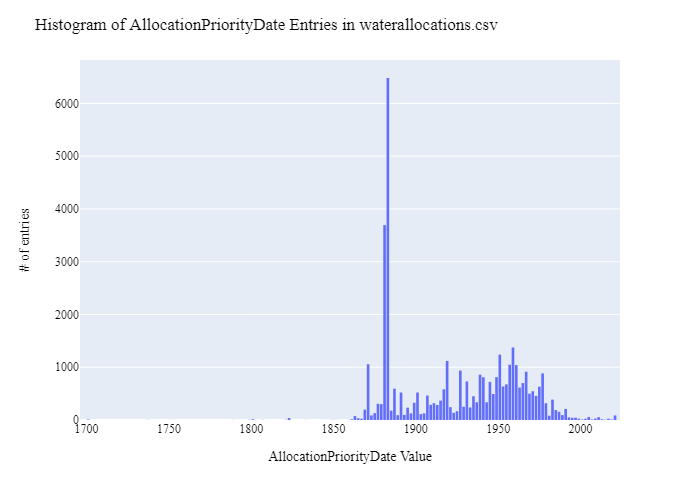 Histogram of AllocationPriorityDate Entries in waterallocations.csv
6000
5000
4000
3000
2000
1000
0
# of entries
1700 1750 1800 1850 1900 1950 2000
AllocationPriorityDate Value